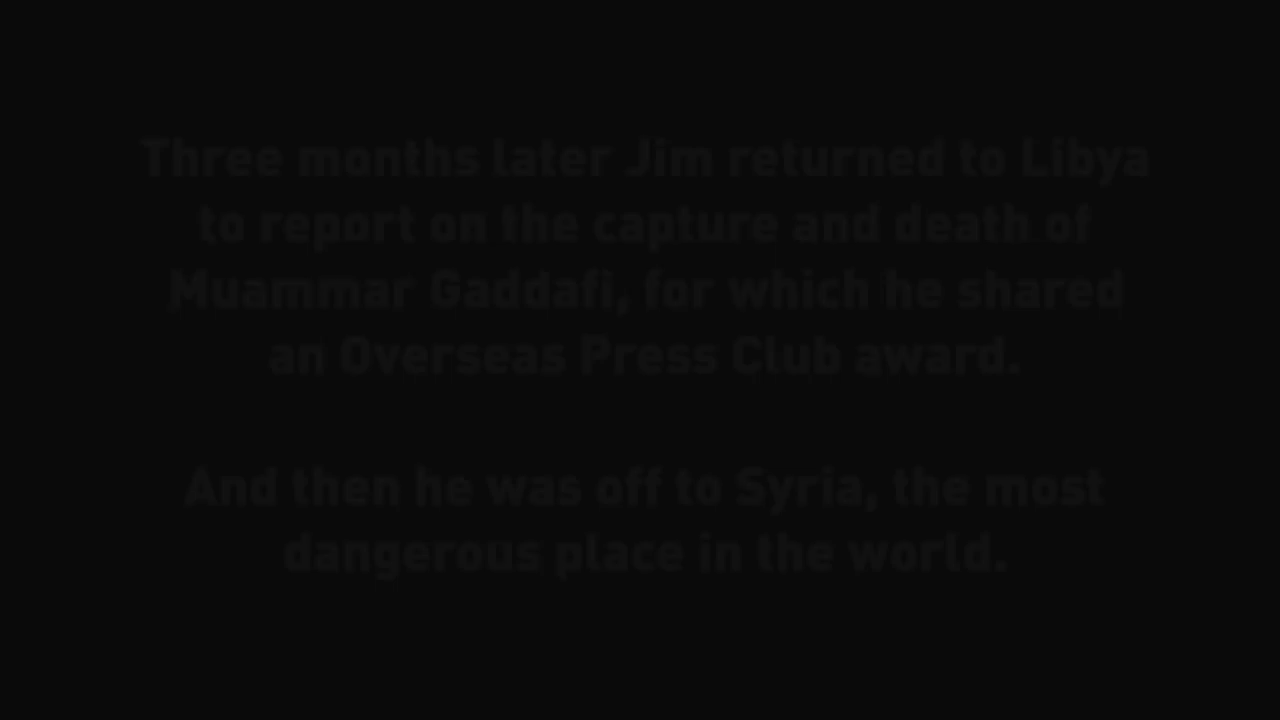 Three months later Jim returned to Libya
to report on the capture and death of
Muammar Gaddafi, for which he shared
an Overseas Press Club award.
And then he was off to Syria, the most
dangerous place in the world.